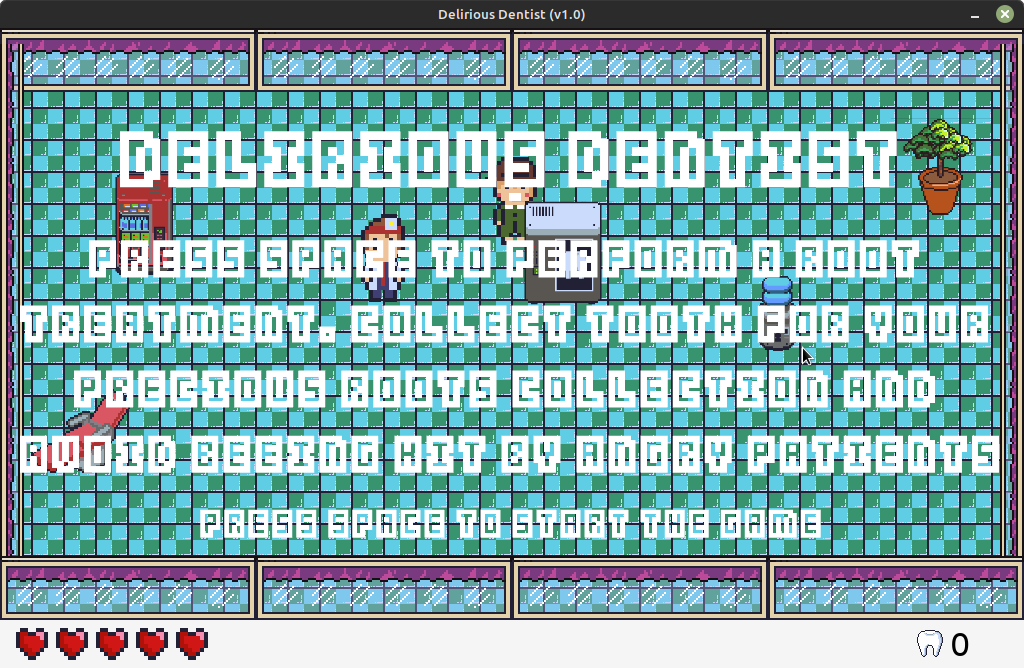 Delirious Dentist (v1.0)
DELIRIOUS DENTIST
PRESS SPACE TO PERFORM A ROOT
TREATMENT. COLLECT TOOTH FOR YOUR
PRECIOUS ROOTS COLLECTION AND
AVOID BEEING HIT BY ANGRY PATIENTS
PRESS SPACE TO START THE GAME
0